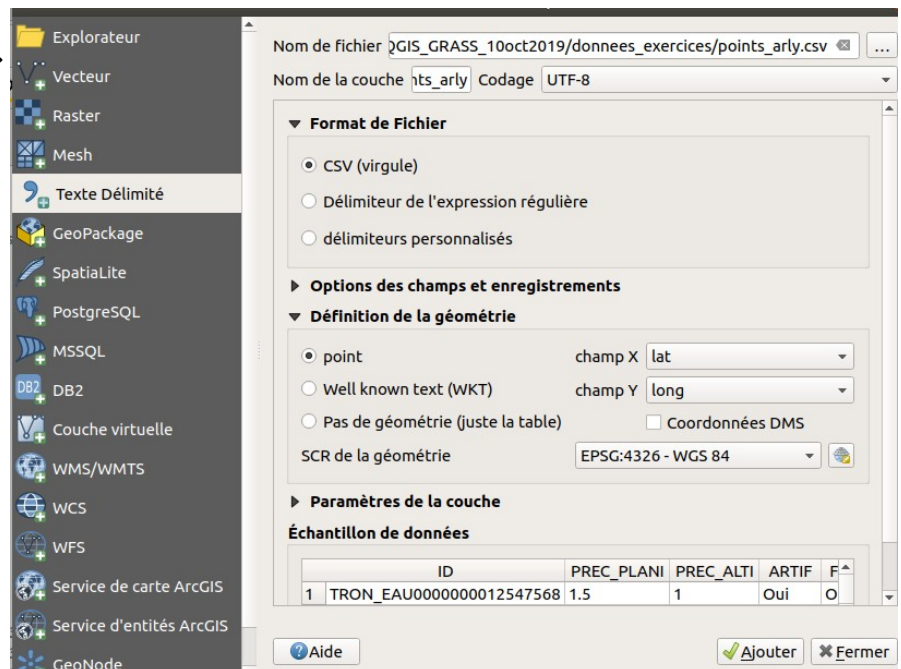 Explorateur
Vecteur
Raster
Mesh
Texte Délimité
GeoPackage
SpatiaLite
PostgreSQL
MSSQL
DB2
DB2
Couche virtuelle
WMS/WMTS
WCS
WFS
Service de carte ArcGIS
Service d'entités ArcGIS
GeoNode
Nom de fichier QGIS_GRASS_10oct2019/donnees_exercices/points_arly.csv ...
Nom de la couche nts_arly Codage UTF-8
Format de Fichier
CSV (virgule)
Délimiteur de l'expression régulière
délimiteurs personnalisés
Options des champs et enregistrements
Définition de la géométrie
point champ X lat
Well known text (WKT) champ Y long
Pas de géométrie (juste la table) Coordonnées DMS
SCR de la géométrie EPSG:4326 - WGS 84
Paramètres de la couche
Échantillon de données
ID PREC_PLANI PREC_ALTI ARTIF F
1 TRON_EAU0000000012547568 1.5 1 Oui O
Aide Ajouter Fermer